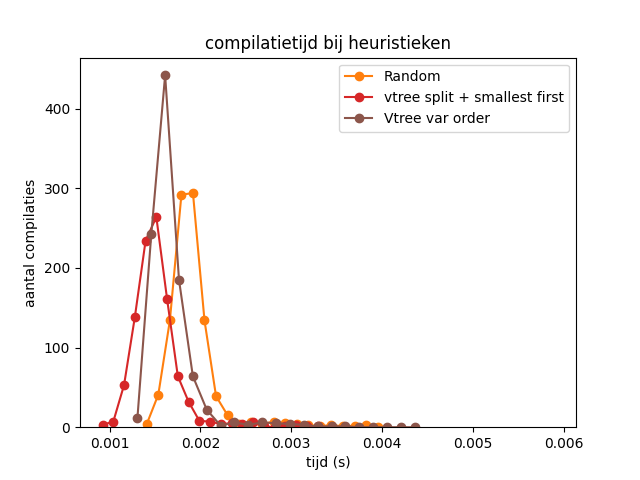 compilatietijd bij heuristieken
Random
vtree split + smallest first
Vtree var order
aantal compilaties
400
300
200
100
0
0.001 0.002 0.003 0.004 0.005 0.006
tijd (s)